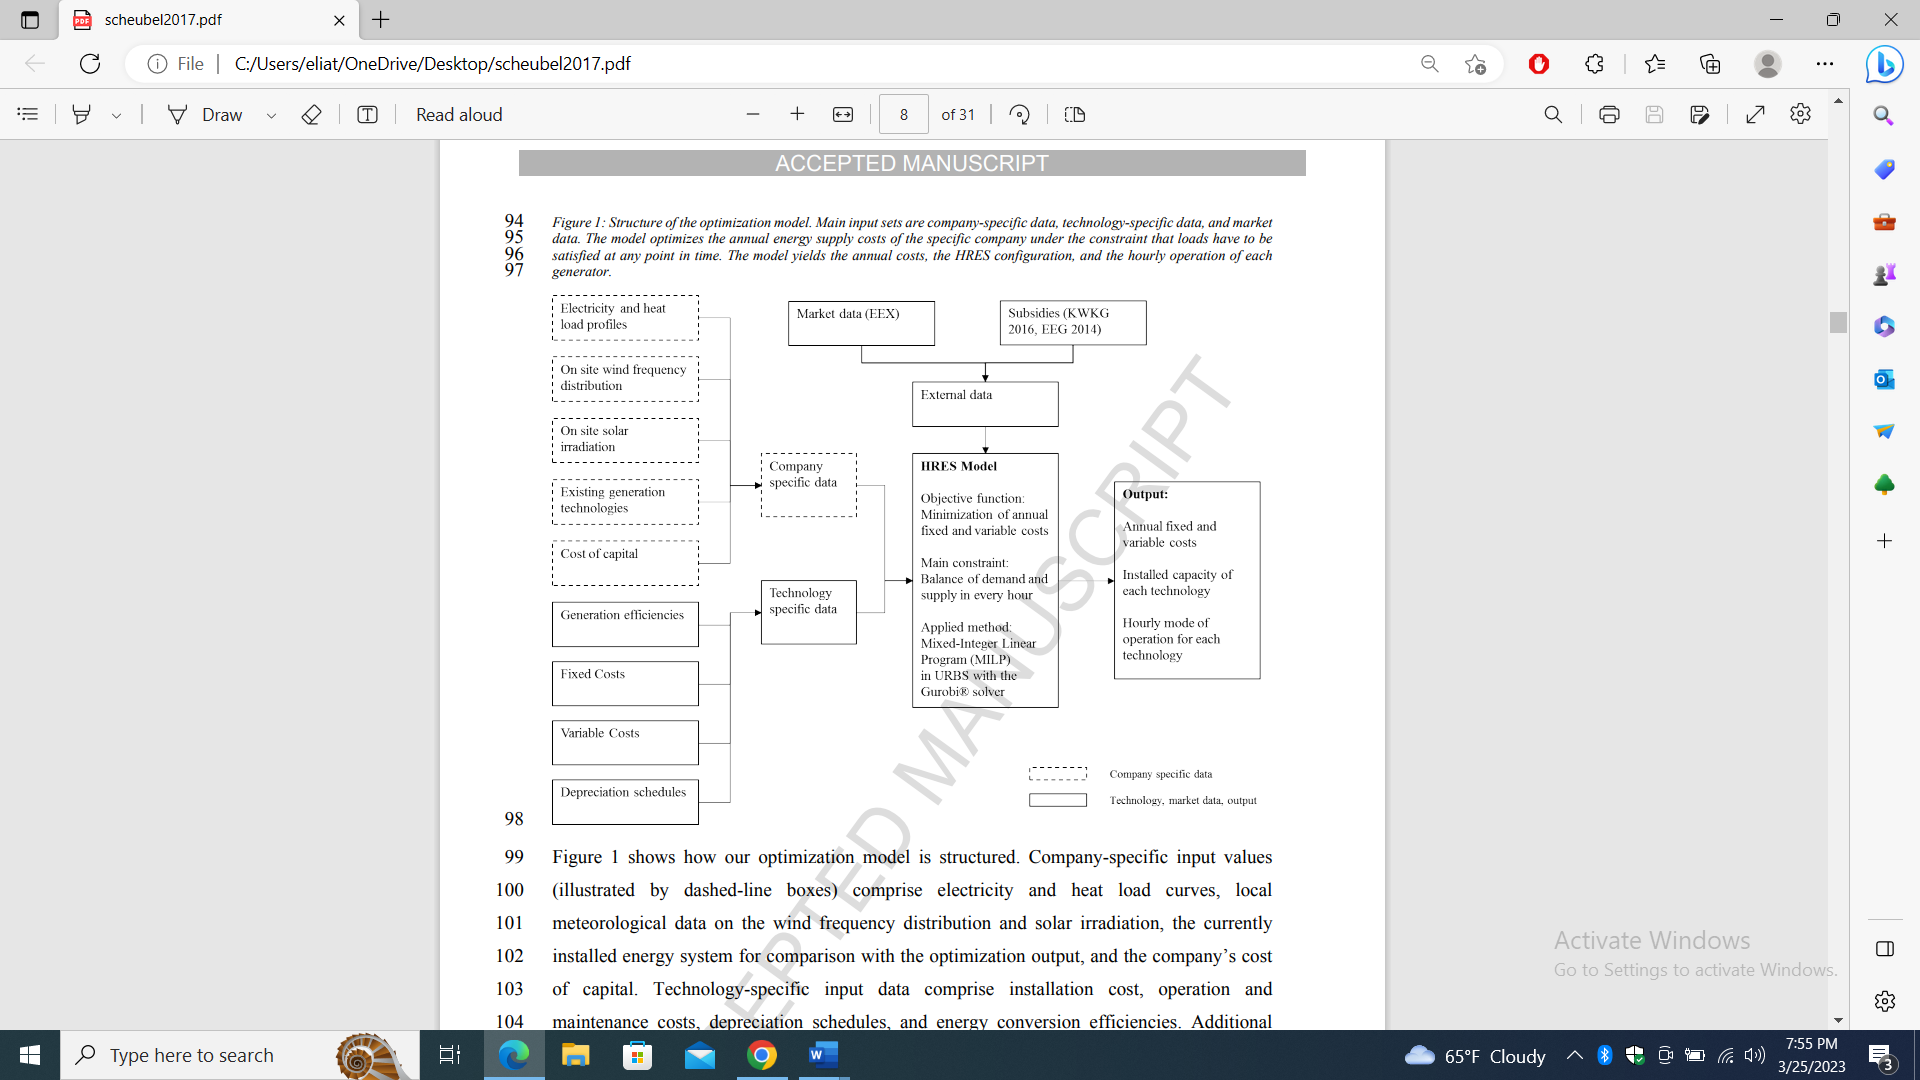 scheubel2017.pdf
File
C:/Users/eliat/OneDrive/Desktop/scheubel2017.pdf
Draw
Read aloud
8
of 31
ACCEPTED MANUSCRIPT
94 Figure 1: Structure of the optimization model. Main input sets are company-specific data, technology-specific data, and market
95 data. The model optimizes the annual energy supply costs of the specific company under the constraint that loads have to be
96 satisfied at any point in time. The model yields the annual costs, the HRES configuration, and the hourly operation of each
97 generator.
Electricity and heat
load profiles
On site wind frequency
distribution
On site solar
irradiation
Existing generation
technologies
Cost of capital
Generation efficiencies
Fixed Costs
Variable Costs
Depreciation schedules
Company
specific data
Technology
specific data
Market data (EEX)
Subsidies (KWKG
2016, EEG 2014)
External data
HRES Model
Objective function:
Minimization of annual
fixed and variable costs
Main constraint:
Balance of demand and
supply in every hour
Applied method:
Mixed-Integer Linear
Program (MILP)
in URBS with the
Gurobi® solver
Output:
Annual fixed and
variable costs
Installed capacity of
each technology
Hourly mode of
operation for each
technology
Company specific data
Technology, market data, output
98
EPTED MANUSCRIPT
99 Figure 1 shows how our optimization model is structured. Company-specific input values
100 (illustrated by dashed-line boxes) comprise electricity and heat load curves, local
101 meteorological data on the wind frequency distribution and solar irradiation, the currently
102 installed energy system for comparison with the optimization output, and the company’s cost
103 of capital. Technology-specific input data comprise installation cost, operation and
104 maintenance costs, depreciation schedules, and energy conversion efficiencies. Additional
Activate Windows
Go to Settings to activate Windows.
Type here to search
65°F Cloudy
7:55 PM
3/25/2023
3